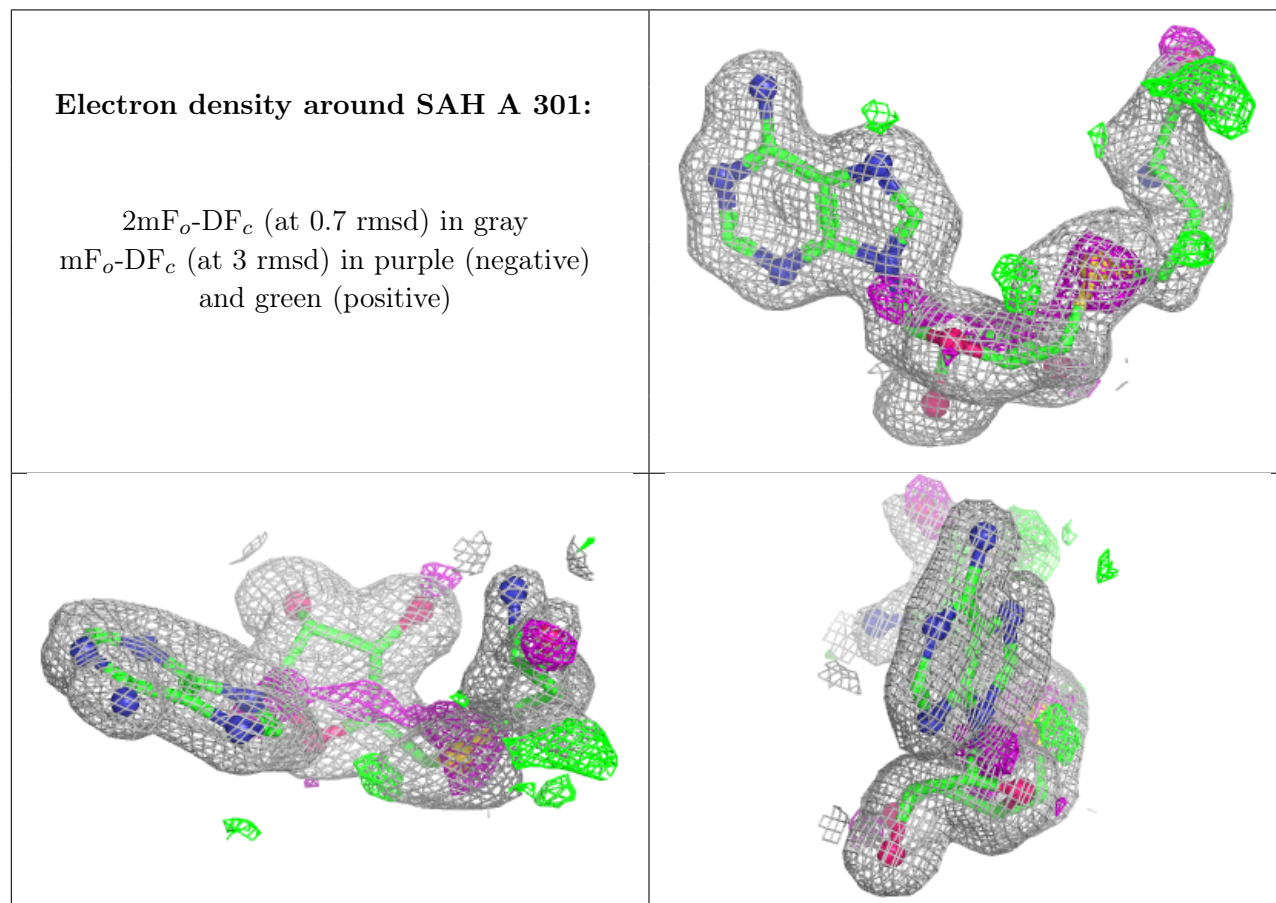 Electron density around SAH A 301:
2mFo-DFc (at 0.7 rmsd) in gray
mFo-DFc (at 3 rmsd) in purple (negative)
and green (positive)